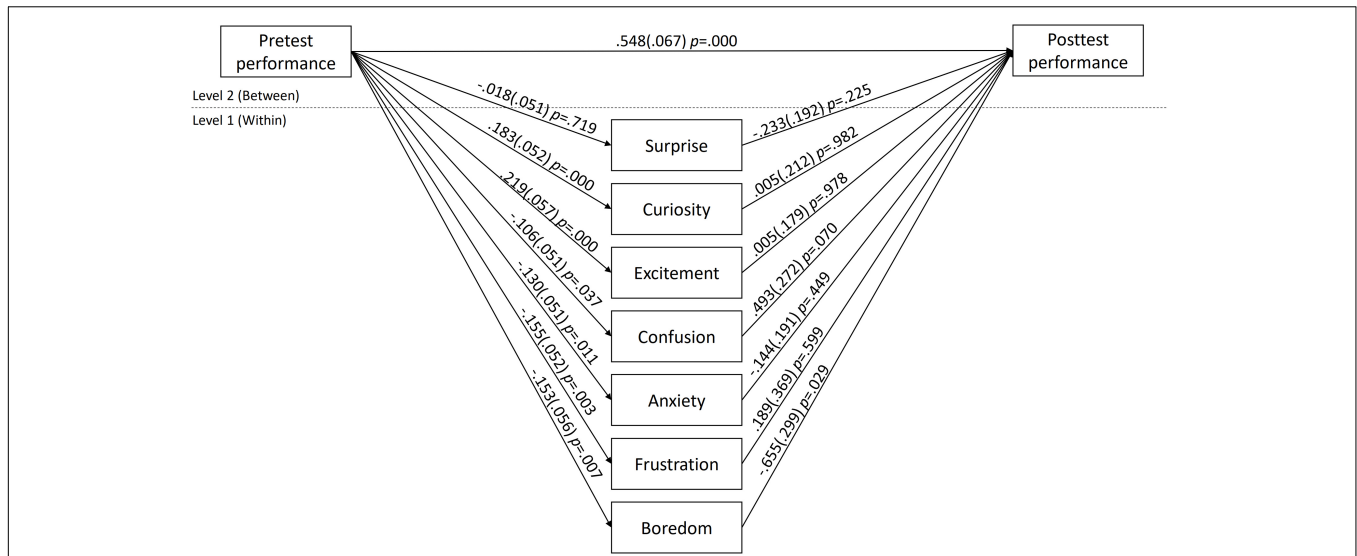 Pretest
performance
.548(.067) p=.000
Posttest
performance
Level 2 (Between)
Level 1 (Within)
-.018(.051) p=.719
.183(.052) p=.000
.219(.057) p=.000
-.106(.051) p=.037
-.130(.051) p=.011
-.155(.052) p=.003
-.153(.056) p=.007
Surprise
Curiosity
Excitement
Confusion
Anxiety
Frustration
Boredom
-.233(.192) p=.225
.005(.212) p=.982
.005(.179) p=.978
.493(.272) p=.070
-.144(.191) p=.449
.189(.369) p=.599
-.655(.299) p=.029